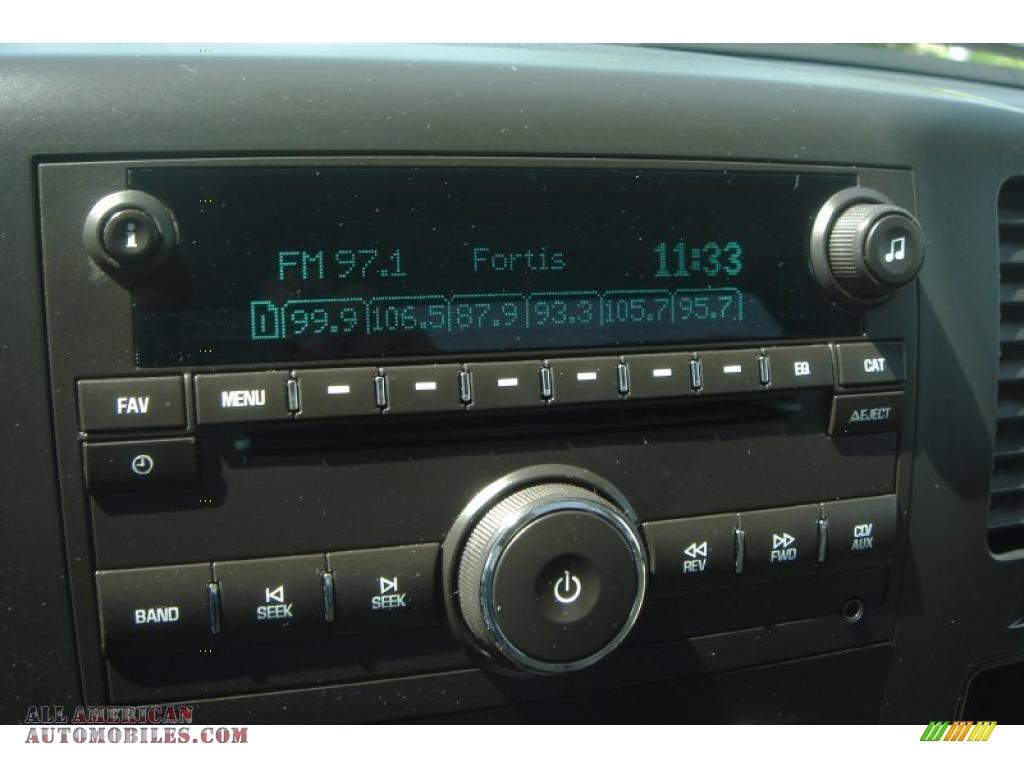 i
FM 97.1 Fortis 11:33
1 99.9 106.5 87.9 93.3 105.7 95.7
FAV MENU EQ CAT
EJECT
BAND SEEK SEEK REV FWD CD/AUX
ALL AMERICAN
AUTOMOBILES.COM